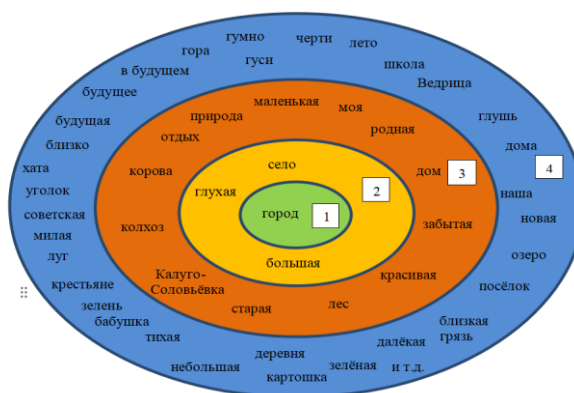 гумно
черти
лето
гора
гуси
школа
в будущем
Ведрица
будущее
маленькая
моя
глушь
природа
родная
будущая
отдых
дома
близко
село
хата
корова
дом
3
4
глухая
2
уголок
наша
город
1
новая
советская
колхоз
забытая
милая
луг
большая
озеро
Калуго-
Соловьёвка
красивая
крестьяне
посёлок
зелень
старая
лес
бабушка
близкая
грязь
тихая
далёкая
деревня
небольшая
зелёная
и т.д.
картошка